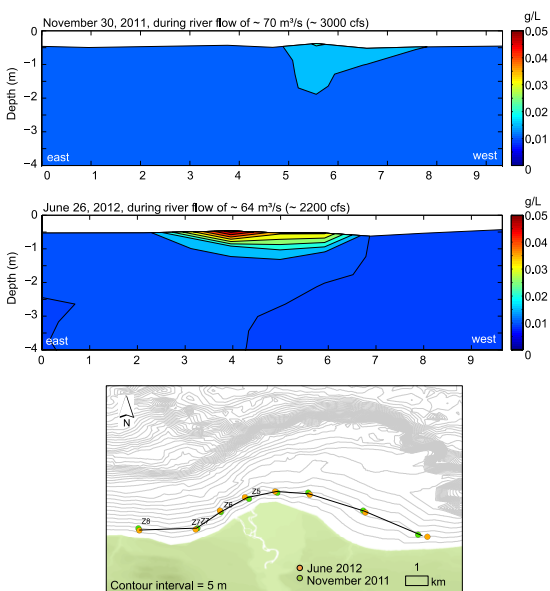 November 30, 2011, during river flow of ~ 70 m³/s (~ 3000 cfs)
g/L
0
-1
-2
-3
-4
Depth (m)
east
west
0 1 2 3 4 5 6 7 8 9
0.05
0.04
0.03
0.02
0.01
0
June 26, 2012, during river flow of ~ 64 m³/s (~ 2200 cfs)
g/L
0
-1
-2
-3
-4
Depth (m)
east
west
0 1 2 3 4 5 6 7 8 9
0.05
0.04
0.03
0.02
0.01
0
N
Z8
Z7
Z7
Z6
Z5
June 2012
November 2011
1
km
Contour interval = 5 m